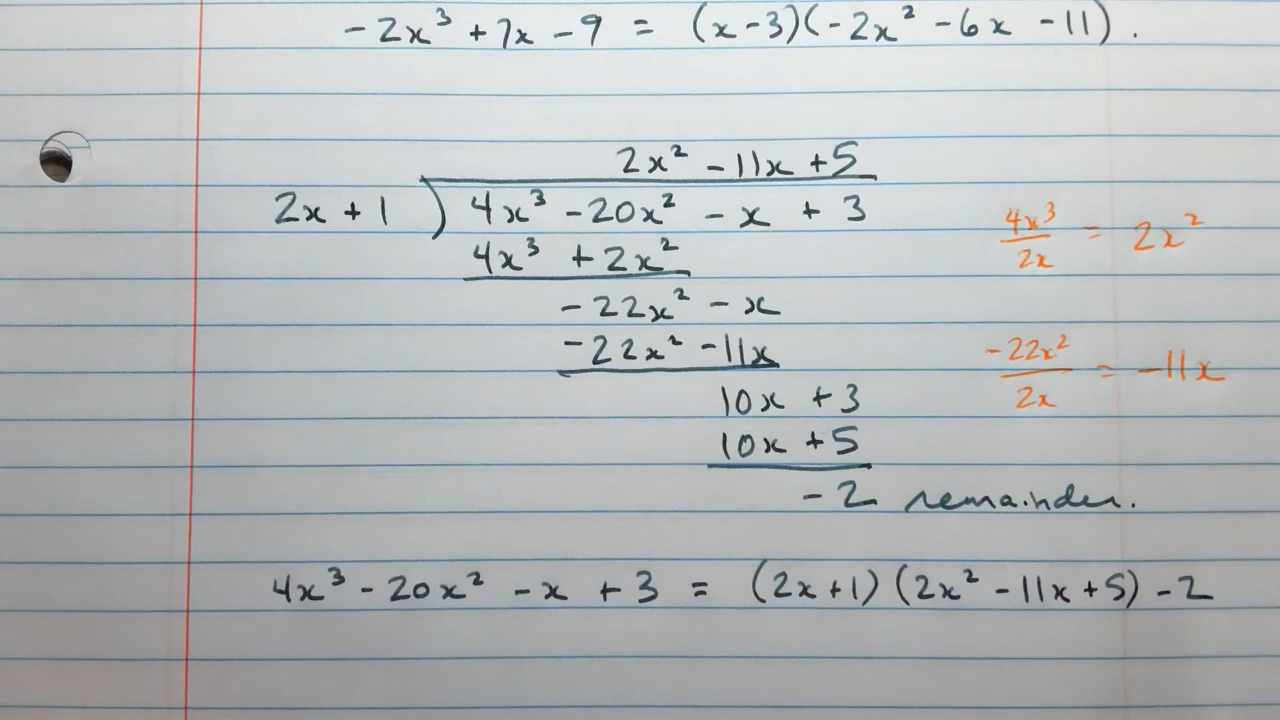 -2x³ + 7x - 9 = (x-3)(-2x² - 6x - 11).
2x² - 11x + 5
2x + 1 ) 4x³ - 20x² - x + 3
4x³ + 2x²
-22x² - x
-22x² - 11x
10x + 3
10x + 5
-2 remainder.
4x³/2x = 2x²
-22x²/2x = -11x
4x³ - 20x² - x + 3 = (2x+1)(2x² - 11x + 5) - 2